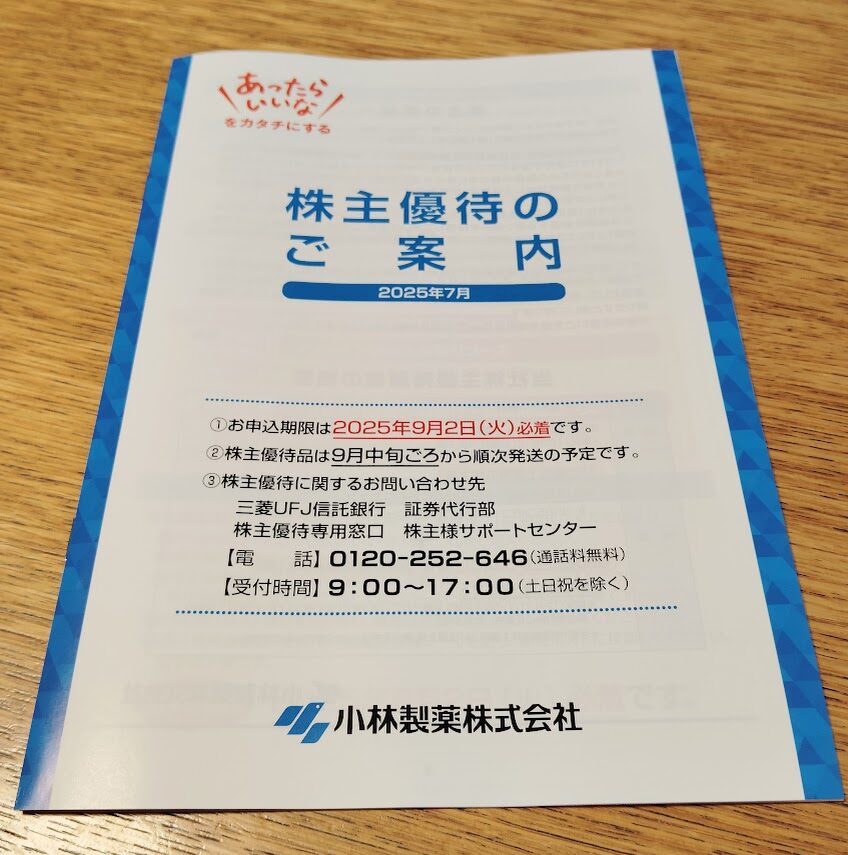 あったら
いいな
をカタチにする
株主優待の
ご案内
2025年7月
①お申込期限は2025年9月2日(火)必着です。
②株主優待品は9月中旬ごろから順次発送の予定です。
③株主優待に関するお問い合わせ先
三菱UFJ信託銀行 証券代行部
株主優待専用窓口 株主様サポートセンター
【電 話】0120-252-646(通話料無料)
【受付時間】9:00~17:00(土日祝を除く)
小林製薬株式会社